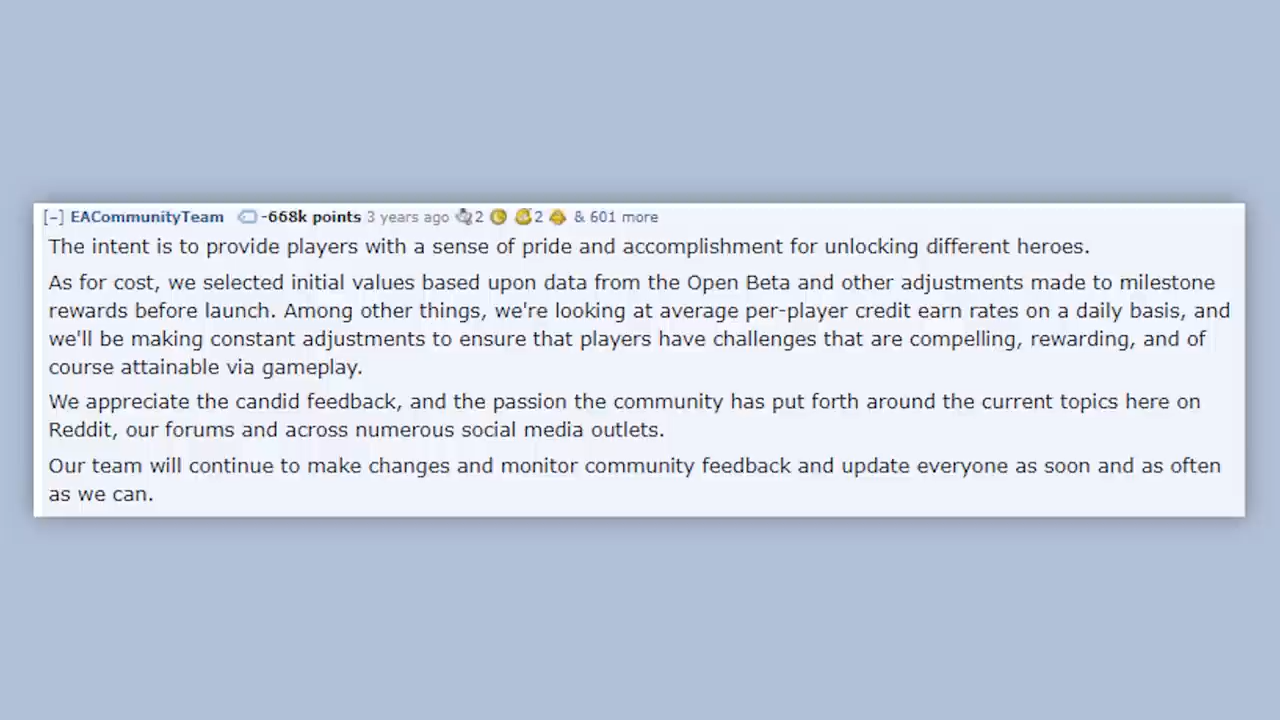 [–] EACommunityTeam -668k points 3 years ago 2 2 & 601 more
The intent is to provide players with a sense of pride and accomplishment for unlocking different heroes.
As for cost, we selected initial values based upon data from the Open Beta and other adjustments made to milestone
rewards before launch. Among other things, we're looking at average per-player credit earn rates on a daily basis, and
we'll be making constant adjustments to ensure that players have challenges that are compelling, rewarding, and of
course attainable via gameplay.
We appreciate the candid feedback, and the passion the community has put forth around the current topics here on
Reddit, our forums and across numerous social media outlets.
Our team will continue to make changes and monitor community feedback and update everyone as soon and as often
as we can.